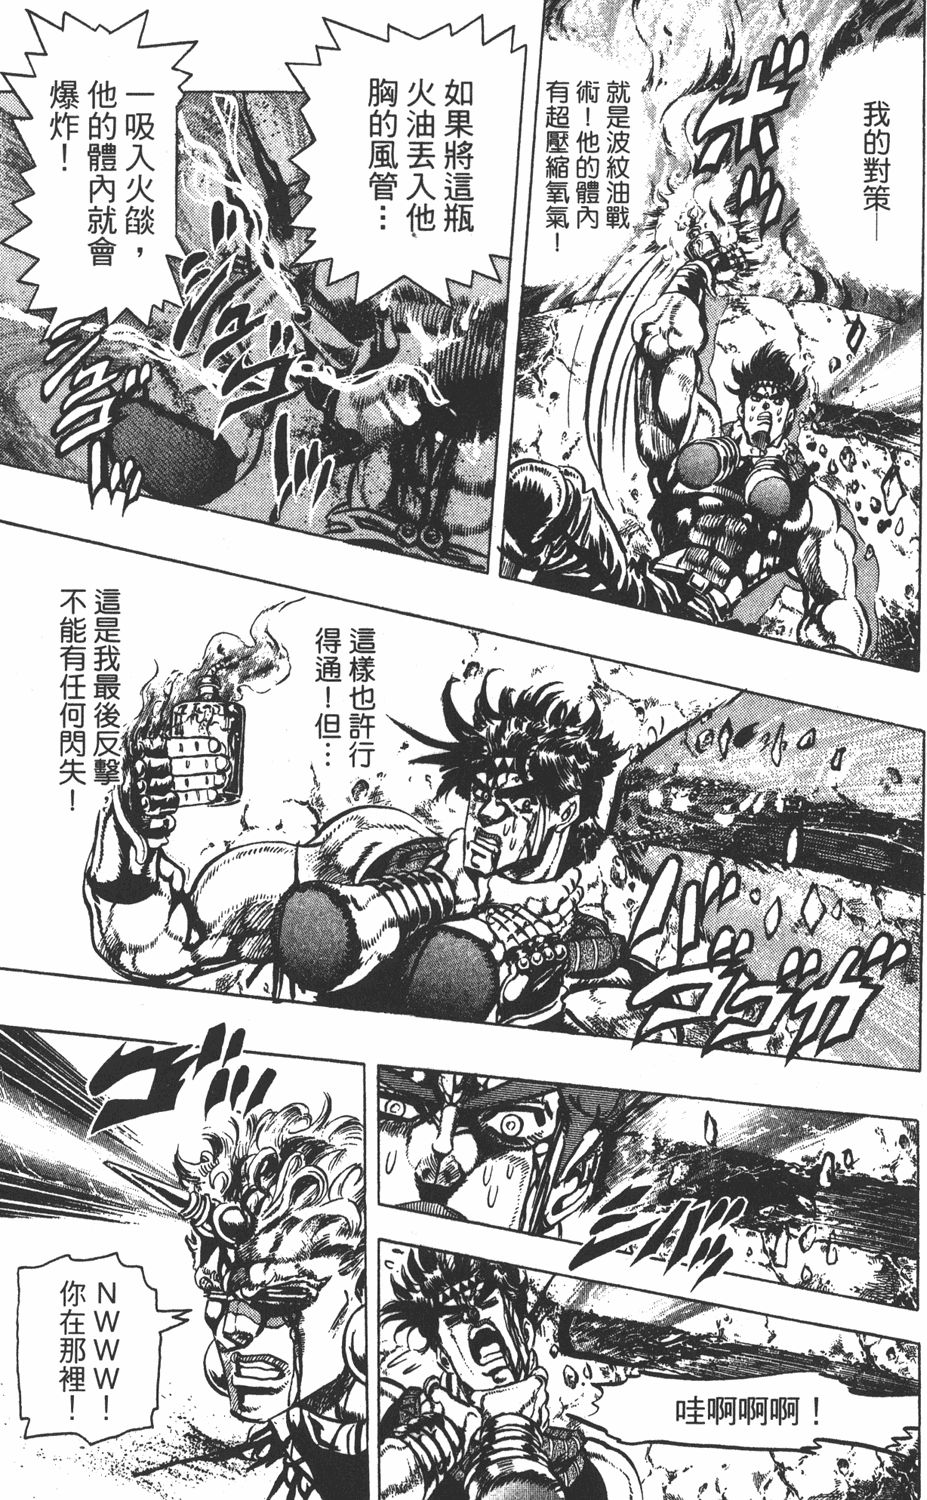 我的對策—
就是波紋油戰
術！他的體內
有超壓縮氧氣！
如果將這瓶
火油丟入他
胸的風管…
一吸入火燄，
他的體內就會
爆炸！
這樣也許行
得通！但…
這是我最後反擊
不能有任何閃失！
哇啊啊啊！
NWWW！
你在那裡！